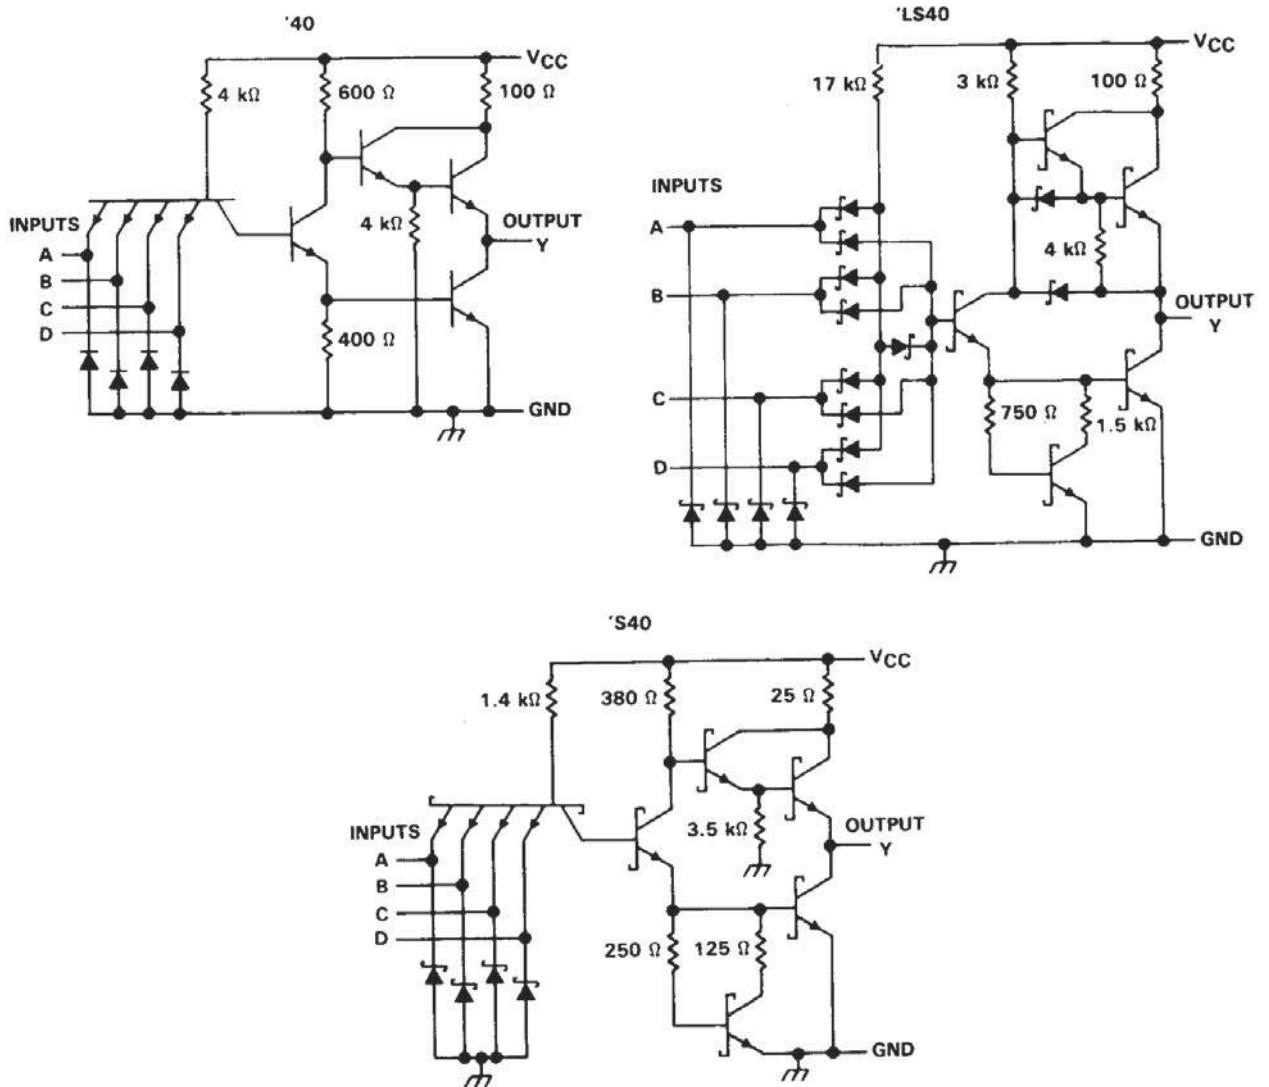 '40
VCC
4 kΩ
600 Ω
100 Ω
INPUTS
A
B
C
D
4 kΩ
OUTPUT
Y
400 Ω
GND
'LS40
VCC
17 kΩ
3 kΩ
100 Ω
INPUTS
A
B
C
D
4 kΩ
OUTPUT
Y
750 Ω
1.5 kΩ
GND
'S40
VCC
1.4 kΩ
380 Ω
25 Ω
INPUTS
A
B
C
D
3.5 kΩ
OUTPUT
Y
250 Ω
125 Ω
GND